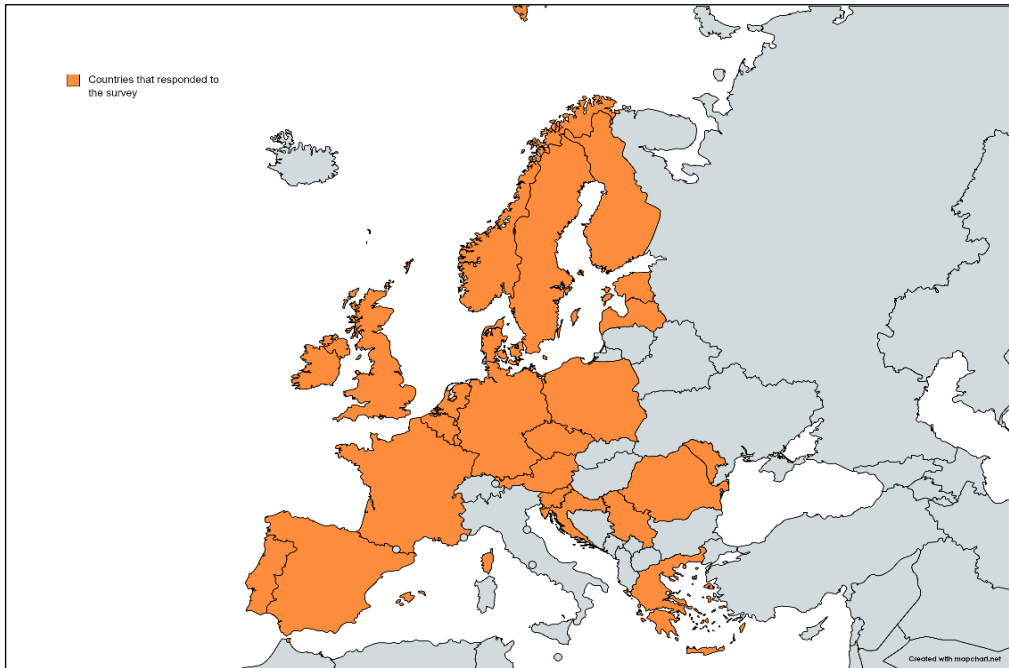 Countries that responded to
the survey
Created with mapchart.net